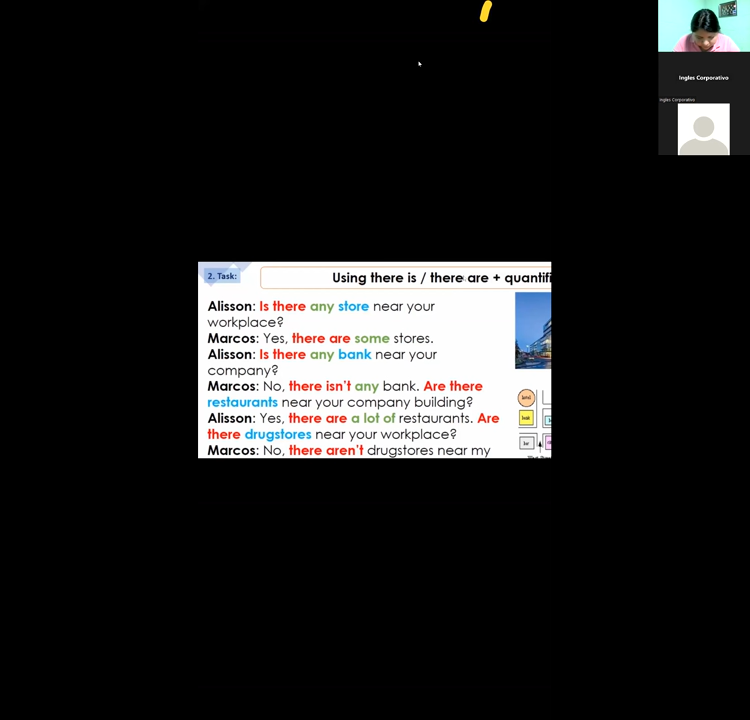 Ingles Corporativo
Ingles Corporativo
2. Task:
Using there is / there are + quantifi
Alisson: Is there any store near your
workplace?
Marcos: Yes, there are some stores.
Alisson: Is there any bank near your
company?
Marcos: No, there isn't any bank. Are there
restaurants near your company building?
Alisson: Yes, there are a lot of restaurants. Are
there drugstores near your workplace?
Marcos: No, there aren't drugstores near my